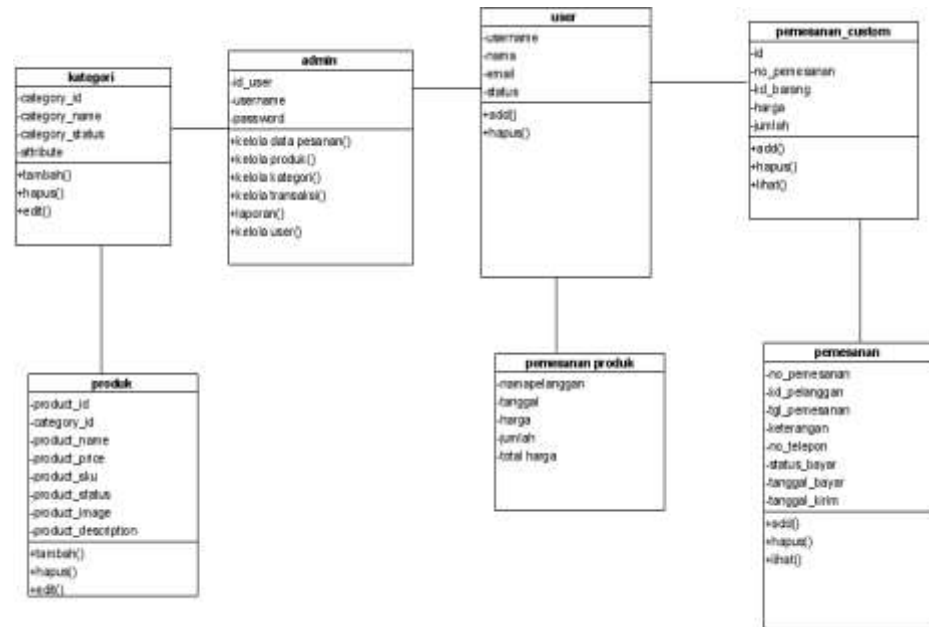 kategori
-category_id
-category_name
-category_status
-attribute
+tambah()
+hapus()
+edit()
admin
-id_user
-username
-password
+kelola data pesanan()
+kelola produk()
+kelola kategori()
+kelola transaksi()
+laporan()
+kelola user()
user
-username
-nama
-email
-status
+add()
+hapus()
pemesanan_custom
-id
-no_pemesanan
-kd_barang
-harga
-jumlah
+add()
+hapus()
+lihat()
produk
-product_id
-category_id
-product_name
-product_price
-product_sku
-product_status
-product_image
-product_description
+tambah()
+hapus()
+edit()
pemesanan produk
-namapelanggan
-tanggal
-harga
-jumlah
-total harga
pemesanan
-no_pemesanan
-kd_pelanggan
-tgl_pemesanan
-keterangan
-no_telepon
-status_bayar
-tanggal_bayar
-tanggal_kirim
+add()
+hapus()
+lihat()